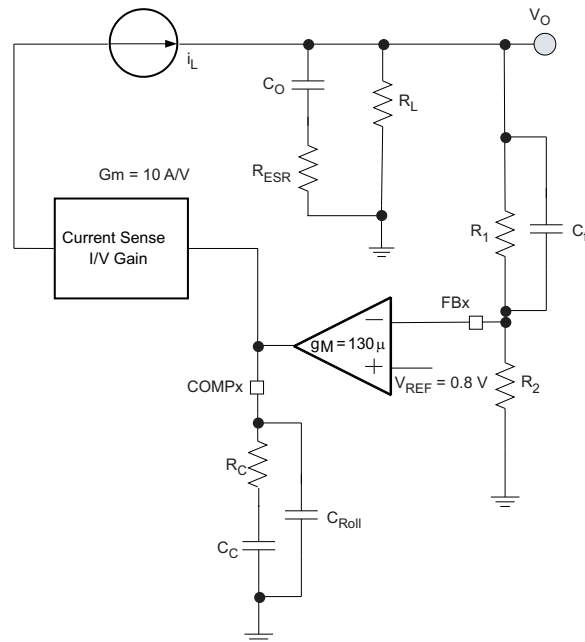 V_O
i_L
C_O
R_L
R_ESR
Gm = 10 A/V
Current Sense
I/V Gain
R_1
FBx
g_M = 130 µ
V_REF = 0.8 V
R_2
COMPx
R_C
C_Roll
C_C